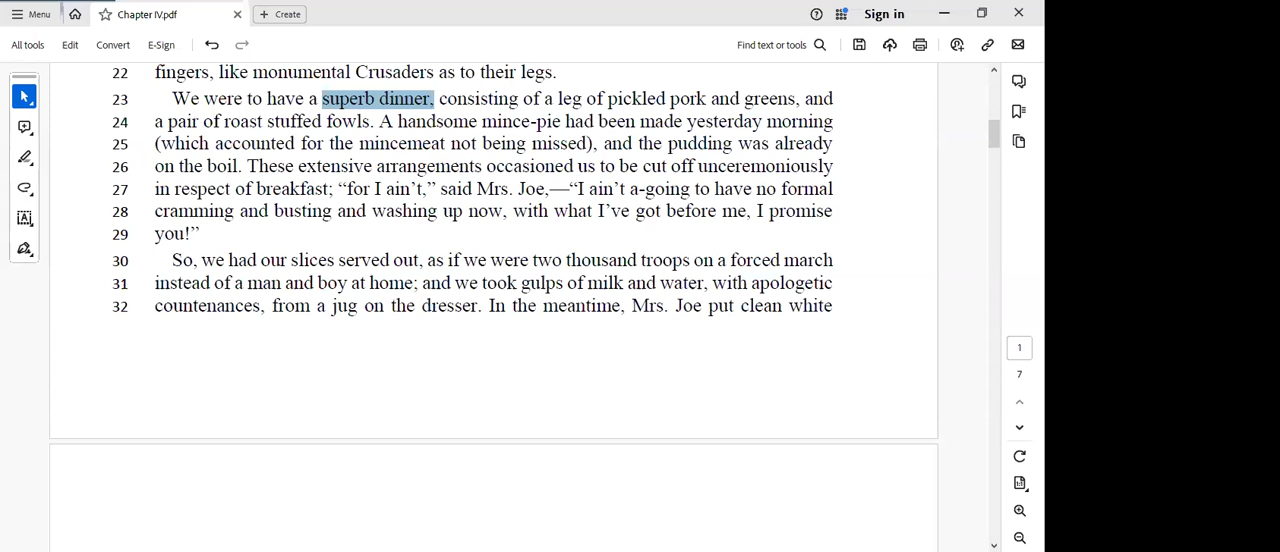 Menu
Chapter IV.pdf
Create
Sign in
All tools
Edit
Convert
E-Sign
Find text or tools
22 fingers, like monumental Crusaders as to their legs.
23 We were to have a superb dinner, consisting of a leg of pickled pork and greens, and
24 a pair of roast stuffed fowls. A handsome mince-pie had been made yesterday morning
25 (which accounted for the mincemeat not being missed), and the pudding was already
26 on the boil. These extensive arrangements occasioned us to be cut off unceremoniously
27 in respect of breakfast; “for I ain’t,” said Mrs. Joe,—“I ain’t a-going to have no formal
28 cramming and busting and washing up now, with what I’ve got before me, I promise
29 you!”
30 So, we had our slices served out, as if we were two thousand troops on a forced march
31 instead of a man and boy at home; and we took gulps of milk and water, with apologetic
32 countenances, from a jug on the dresser. In the meantime, Mrs. Joe put clean white
1
7